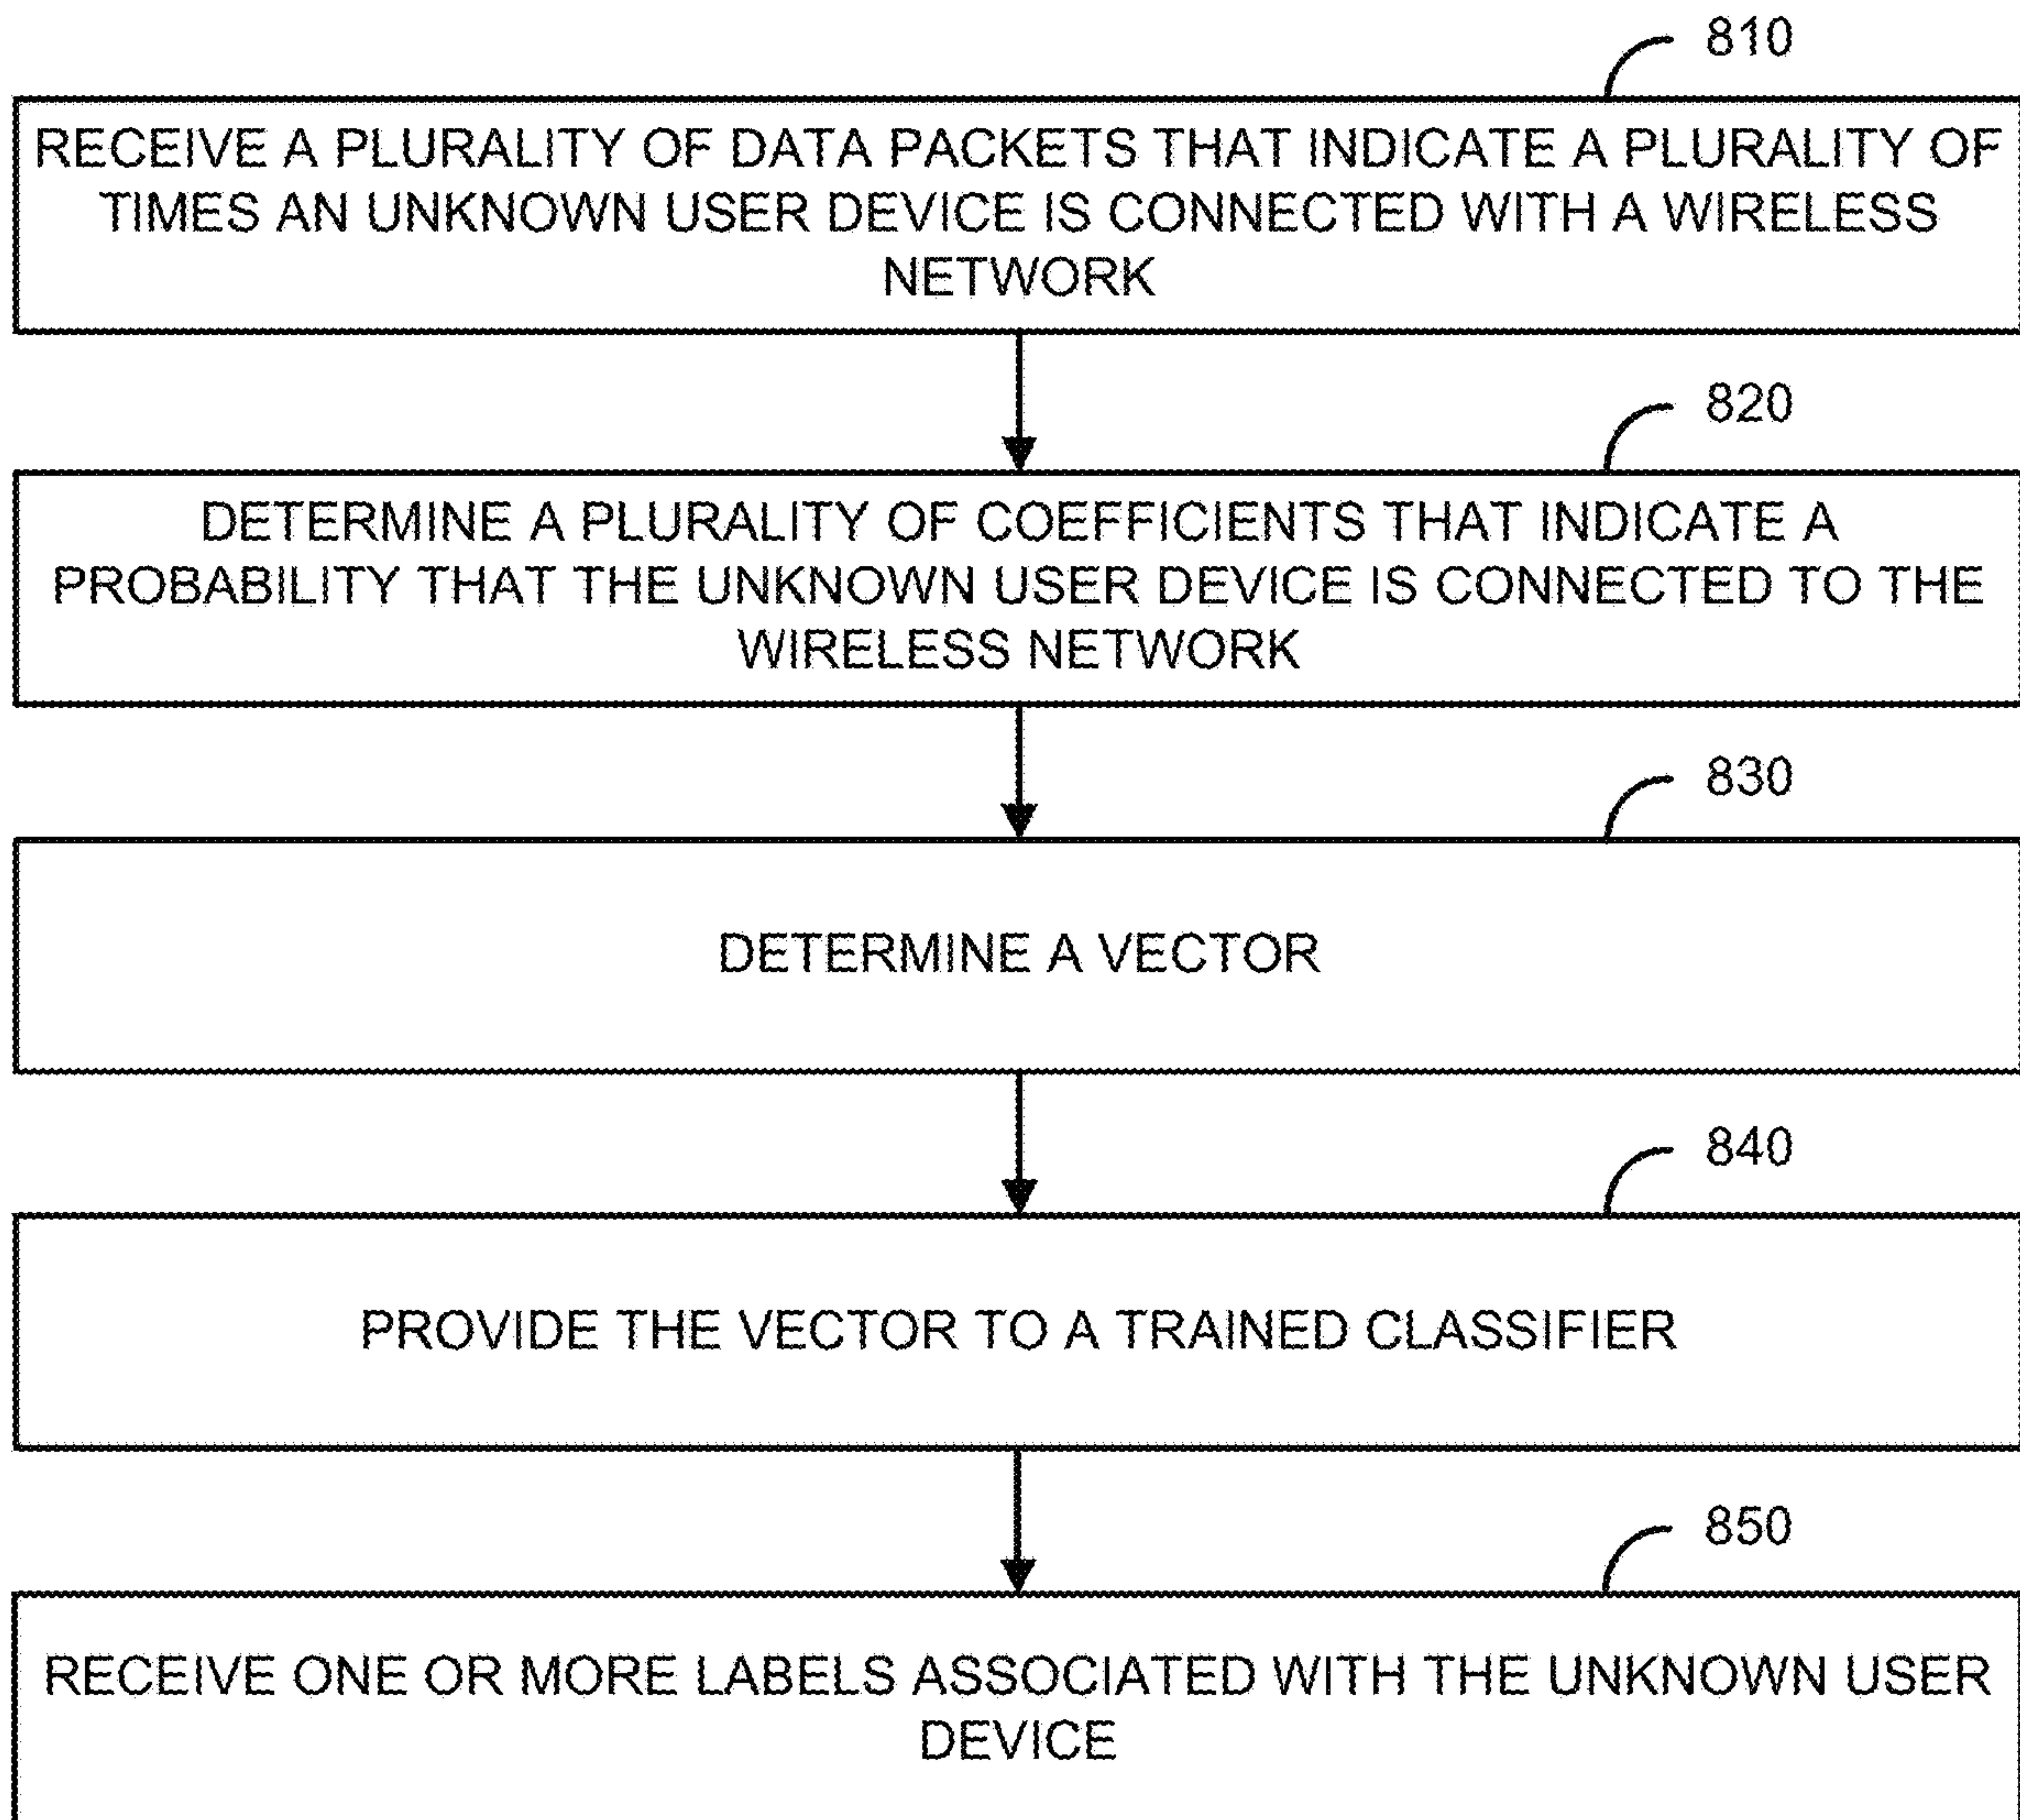 810
RECEIVE A PLURALITY OF DATA PACKETS THAT INDICATE A PLURALITY OF
TIMES AN UNKNOWN USER DEVICE IS CONNECTED WITH A WIRELESS
NETWORK
820
DETERMINE A PLURALITY OF COEFFICIENTS THAT INDICATE A
PROBABILITY THAT THE UNKNOWN USER DEVICE IS CONNECTED TO THE
WIRELESS NETWORK
830
DETERMINE A VECTOR
840
PROVIDE THE VECTOR TO A TRAINED CLASSIFIER
850
RECEIVE ONE OR MORE LABELS ASSOCIATED WITH THE UNKNOWN USER
DEVICE